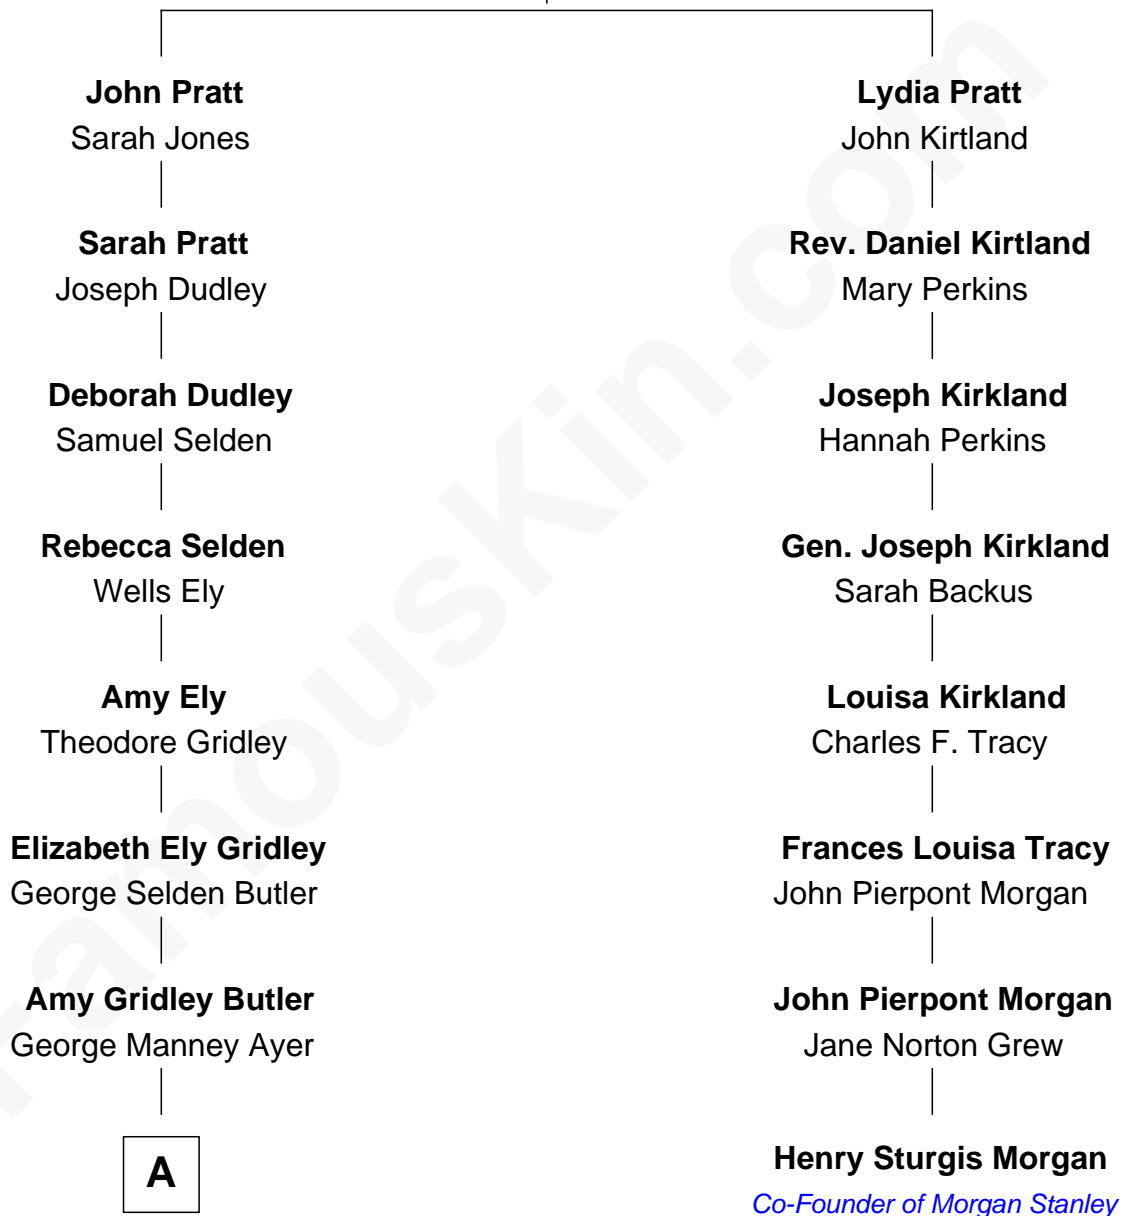 John Pratt
Sarah Jones
Lydia Pratt
John Kirtland
Sarah Pratt
Joseph Dudley
Rev. Daniel Kirtland
Mary Perkins
Deborah Dudley
Samuel Selden
Joseph Kirkland
Hannah Perkins
Rebecca Selden
Wells Ely
Gen. Joseph Kirkland
Sarah Backus
Amy Ely
Theodore Gridley
Louisa Kirkland
Charles F. Tracy
Elizabeth Ely Gridley
George Selden Butler
Frances Louisa Tracy
John Pierpont Morgan
Amy Gridley Butler
George Manney Ayer
John Pierpont Morgan
Jane Norton Grew
A
Henry Sturgis Morgan
Co-Founder of Morgan Stanley
FamousKin.com